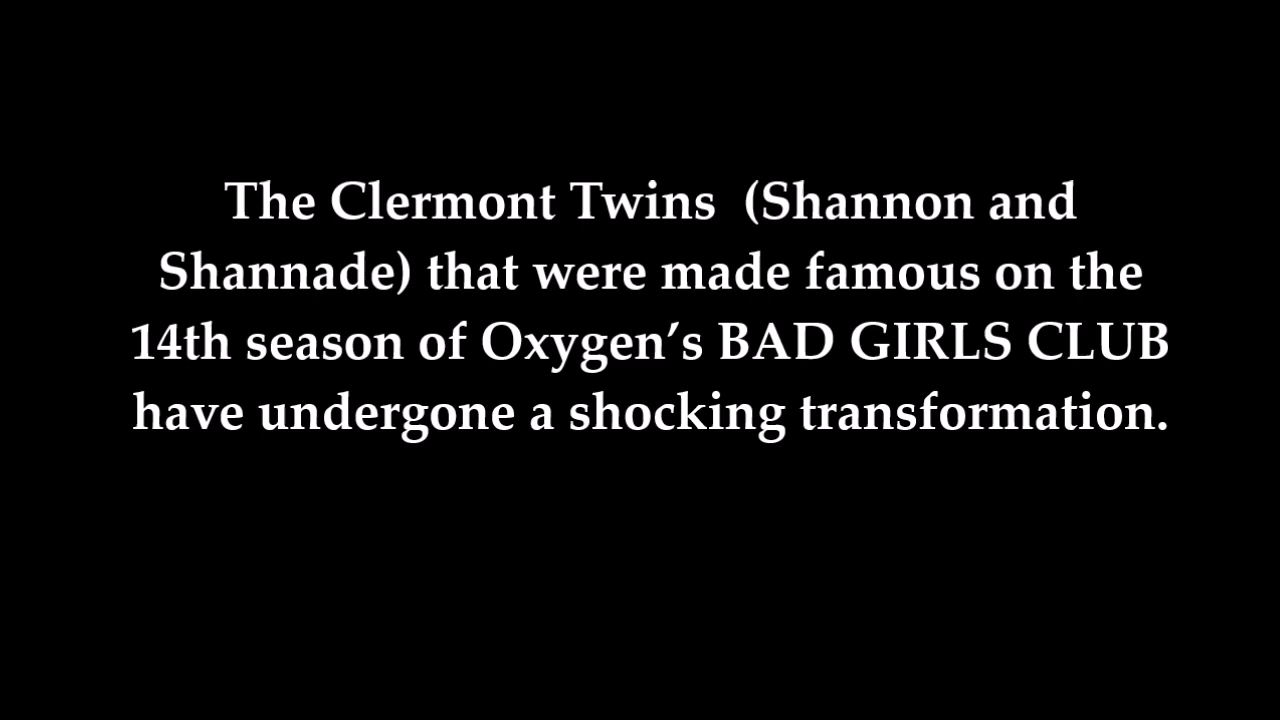 The Clermont Twins  (Shannon and
Shannade) that were made famous on the
14th season of Oxygen’s BAD GIRLS CLUB
have undergone a shocking transformation.